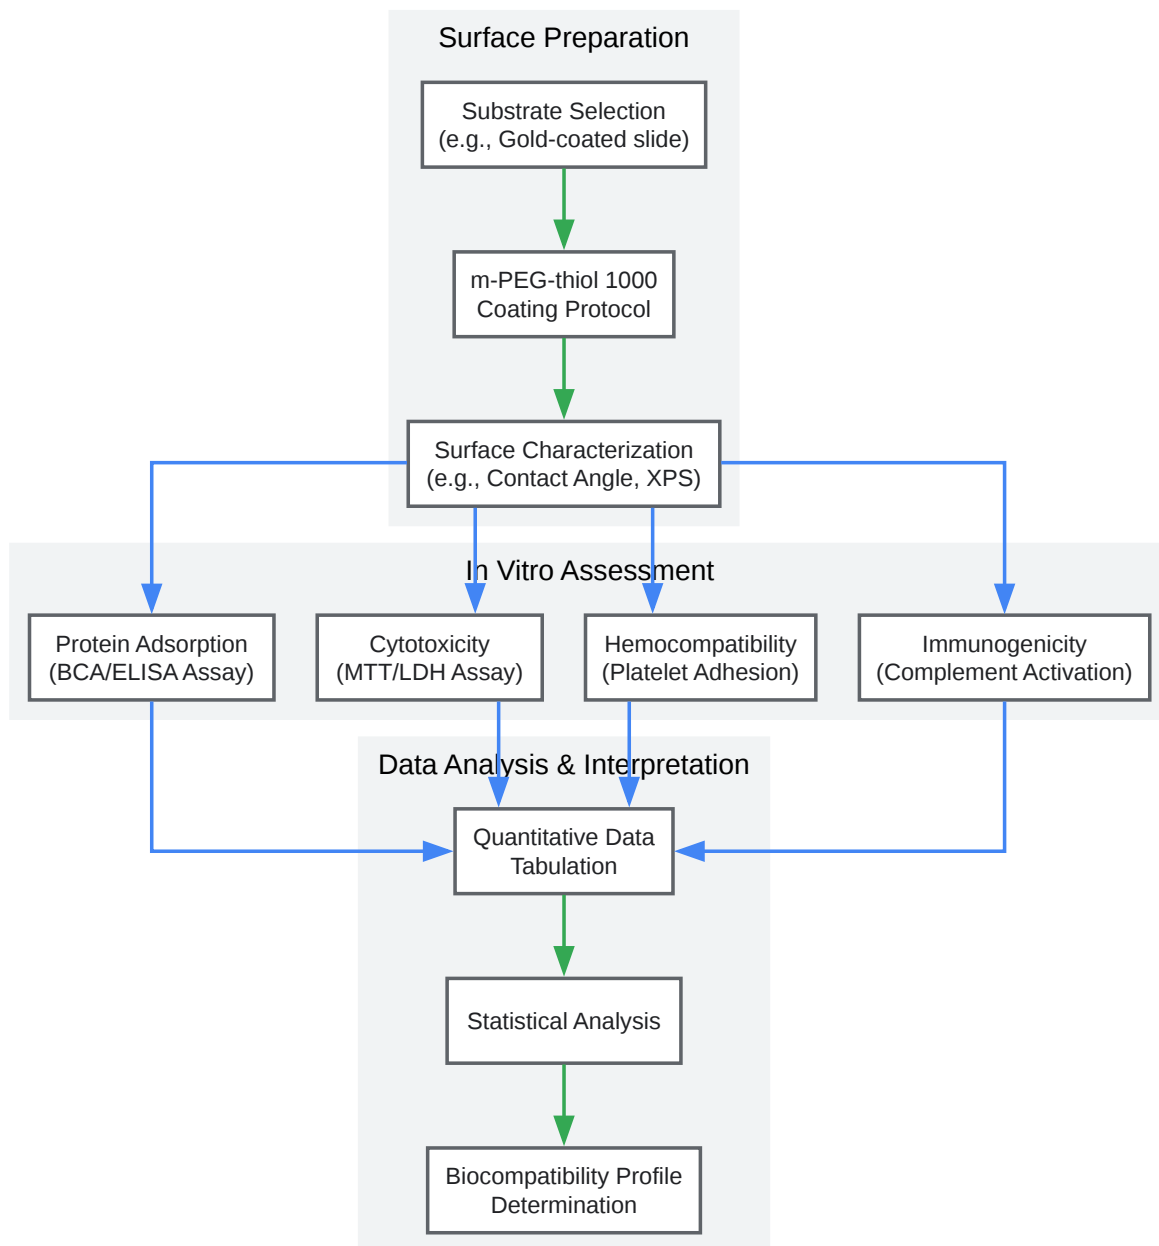 Surface Preparation
Substrate Selection
(e.g., Gold-coated slide)
m-PEG-thiol 1000
Coating Protocol
Surface Characterization
(e.g., Contact Angle, XPS)
In Vitro Assessment
Protein Adsorption
(BCA/ELISA Assay)
Cytotoxicity
(MTT/LDH Assay)
Hemocompatibility
(Platelet Adhesion)
Immunogenicity
(Complement Activation)
Data Analysis & Interpretation
Quantitative Data
Tabulation
Statistical Analysis
Biocompatibility Profile
Determination